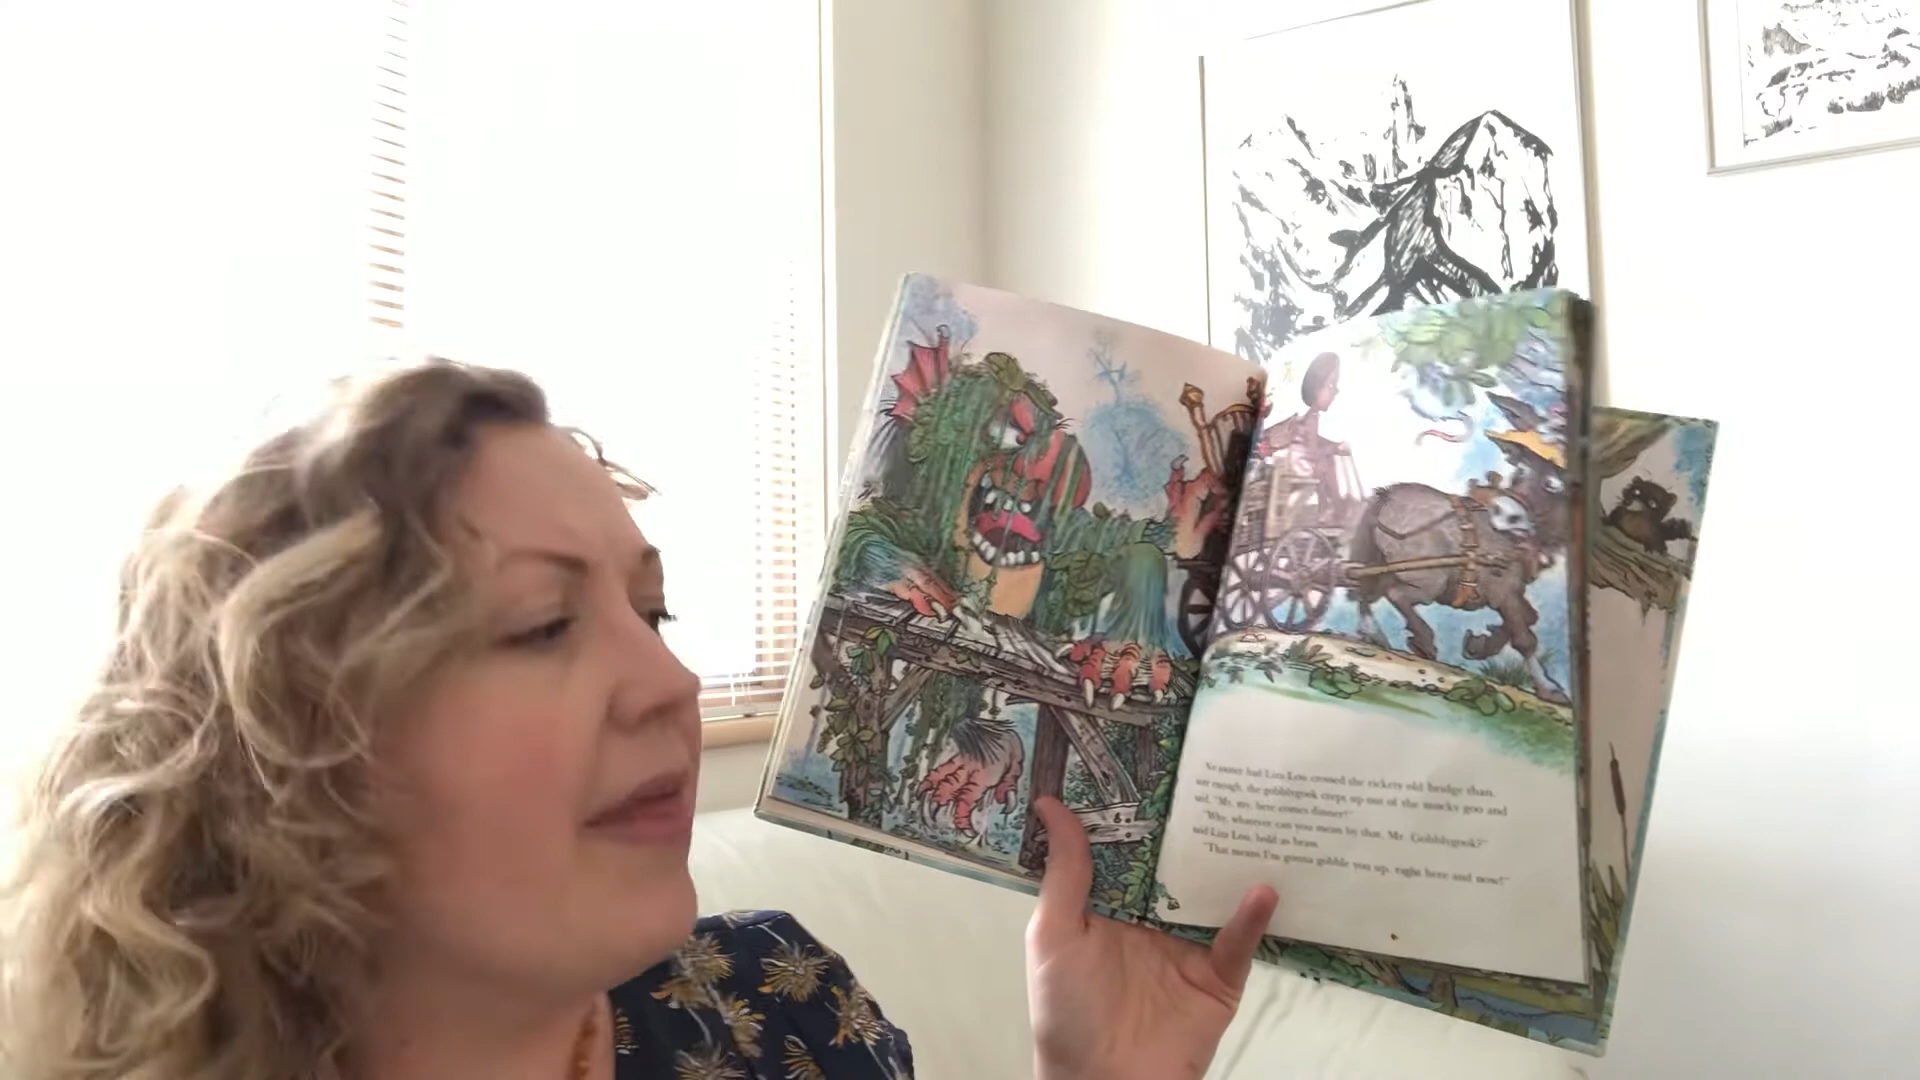 No sooner had Liza Lou crossed the rickety old bridge than,
sure enough, the gobblygook crept up out of the mucky goo and
said, "My, my, here comes dinner!"
"Why, whatever can you mean by that, Mr. Gobblygook?"
said Liza Lou, bold as brass.
"That means I'm gonna gobble you up, right here and now!"